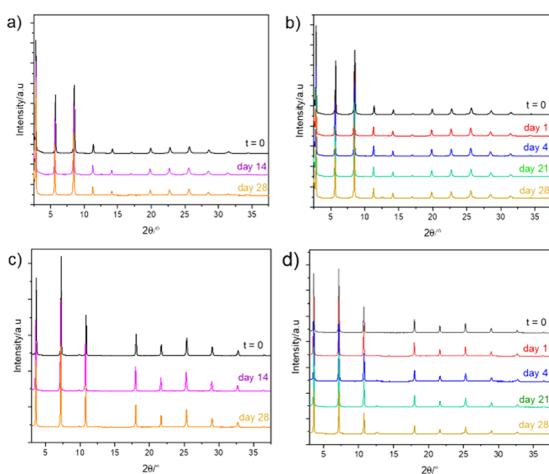 a)
Intensity/a.u
t = 0
day 14
day 28
5 10 15 20 25 30 35
2θ/°
b)
Intensity/a.u
t = 0
day 1
day 4
day 21
day 28
5 10 15 20 25 30 35
2θ/°
c)
Intensity/a.u
t = 0
day 14
day 28
5 10 15 20 25 30 35
2θ/°
d)
Intensity/a.u
t = 0
day 1
day 4
day 21
day 28
5 10 15 20 25 30 35
2θ/°